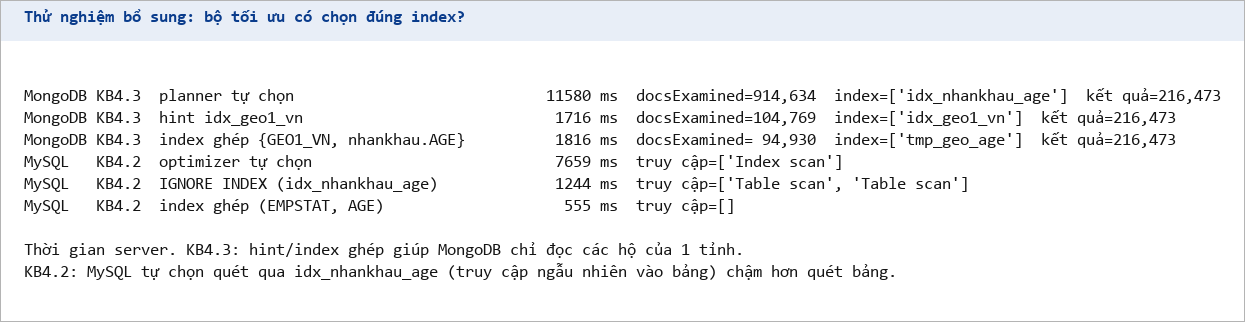 Thử nghiệm bổ sung: bộ tối ưu có chọn đúng index?
MongoDB KB4.3 planner tự chọn 11580 ms docsExamined=914,634 index=['idx_nhankhau_age'] kết quả=216,473
MongoDB KB4.3 hint idx_geo1_vn 1716 ms docsExamined=104,769 index=['idx_geo1_vn'] kết quả=216,473
MongoDB KB4.3 index ghép {GEO1_VN, nhankhau.AGE} 1816 ms docsExamined= 94,930 index=['tmp_geo_age'] kết quả=216,473
MySQL KB4.2 optimizer tự chọn 7659 ms truy cập=['Index scan']
MySQL KB4.2 IGNORE INDEX (idx_nhankhau_age) 1244 ms truy cập=['Table scan', 'Table scan']
MySQL KB4.2 index ghép (EMPSTAT, AGE) 555 ms truy cập=[]
Thời gian server. KB4.3: hint/index ghép giúp MongoDB chỉ đọc các hộ của 1 tỉnh.
KB4.2: MySQL tự chọn quét qua idx_nhankhau_age (truy cập ngẫu nhiên vào bảng) chậm hơn quét bảng.